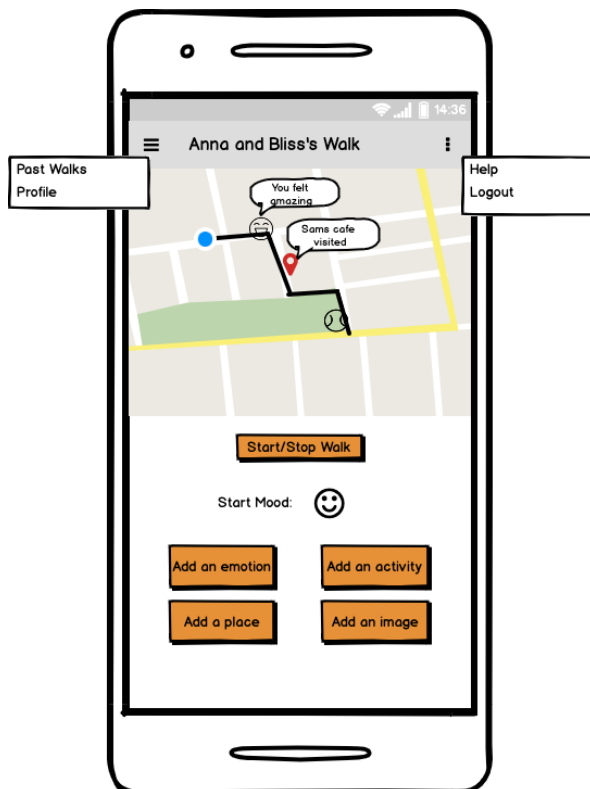 14:36
Anna and Bliss's Walk
Past Walks
Profile
Help
Logout
You felt
amazing
Sams cafe
visited
Start/Stop Walk
Start Mood:
Add an emotion
Add an activity
Add a place
Add an image